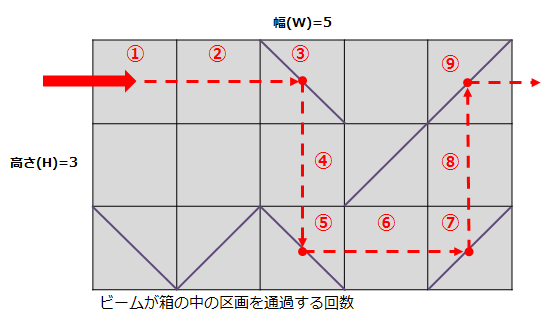 幅(W)=5
① ② ③ ⑨
高さ(H)=3 ④ ⑧
⑤ ⑥ ⑦
ビームが箱の中の区画を通過する回数